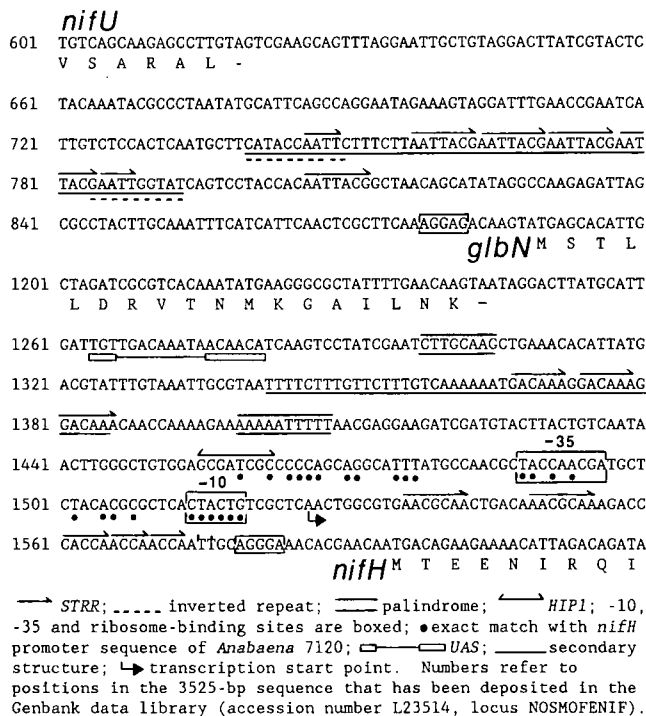 nifU
601 TGTCAGCAAGAGCCTTGTAGTCGAAGCAGTTTAGGAATTGCTGTAGGACTTATCGTACTC
V S A R A L -
661 TACAAATACGCCCTAATATGCATTCAGCCAGGAATAGAAAGTAGGATTTGAACCGAATCA
721 TTGTCTCCACTCAATGCTTCATACCAATTCTTTCTTAATTACGAATTACGAATTACGAAT
781 TACGAATTGGTATCAGTCCTACCACAATTACGGCTAACAGCATATAGGCCAAGAGATTAG
841 CGCCTACTTGCAAATTTCATCATTCAACTCGCTTCAAAGGAGACAAGTATGAGCACATTG
glbN M S T L
1201 CTAGATCGCGTCACAAATATGAAGGGCGCTATTTTGAACAAGTAATAGGACTTATGCATT
L D R V T N M K G A I L N K -
1261 GATTGTTGACAAATAACAACATCAAGTCCTATCGAATCTTGCAAGCTGAAACACATTATG
1321 ACGTATTTGTAAATTGCGTAATTTTCTTTGTTCTTTGTCAAAAAATGACAAAGGACAAAG
1381 GACAAACAACCAAAAGAAAAAAATTTTTAACGAGGAAGATCGATGTACTTACTGTCAATA
-35
1441 ACTTGGGCTGTGGAGCGATCGCCCCCAGCAGGCATTTATGCCAACGCTACCAACGATGCT
-10
1501 CTACACGCGCTCACTACTGTCGCTCAACTGGCGTGAACGCAACTGACAAACGCAAAGACC
1561 CACCAACCAACCAATTGCAGGGAAACACGAACAATGACAGAAGAAAACATTAGACAGATA
nifH M T E E N I R Q I
STRR; inverted repeat; palindrome; HIP1; -10,
-35 and ribosome-binding sites are boxed; exact match with nifH
promoter sequence of Anabaena 7120; UAS; secondary
structure; transcription start point. Numbers refer to
positions in the 3525-bp sequence that has been deposited in the
Genbank data library (accession number L23514, locus NOSMOFENIF).